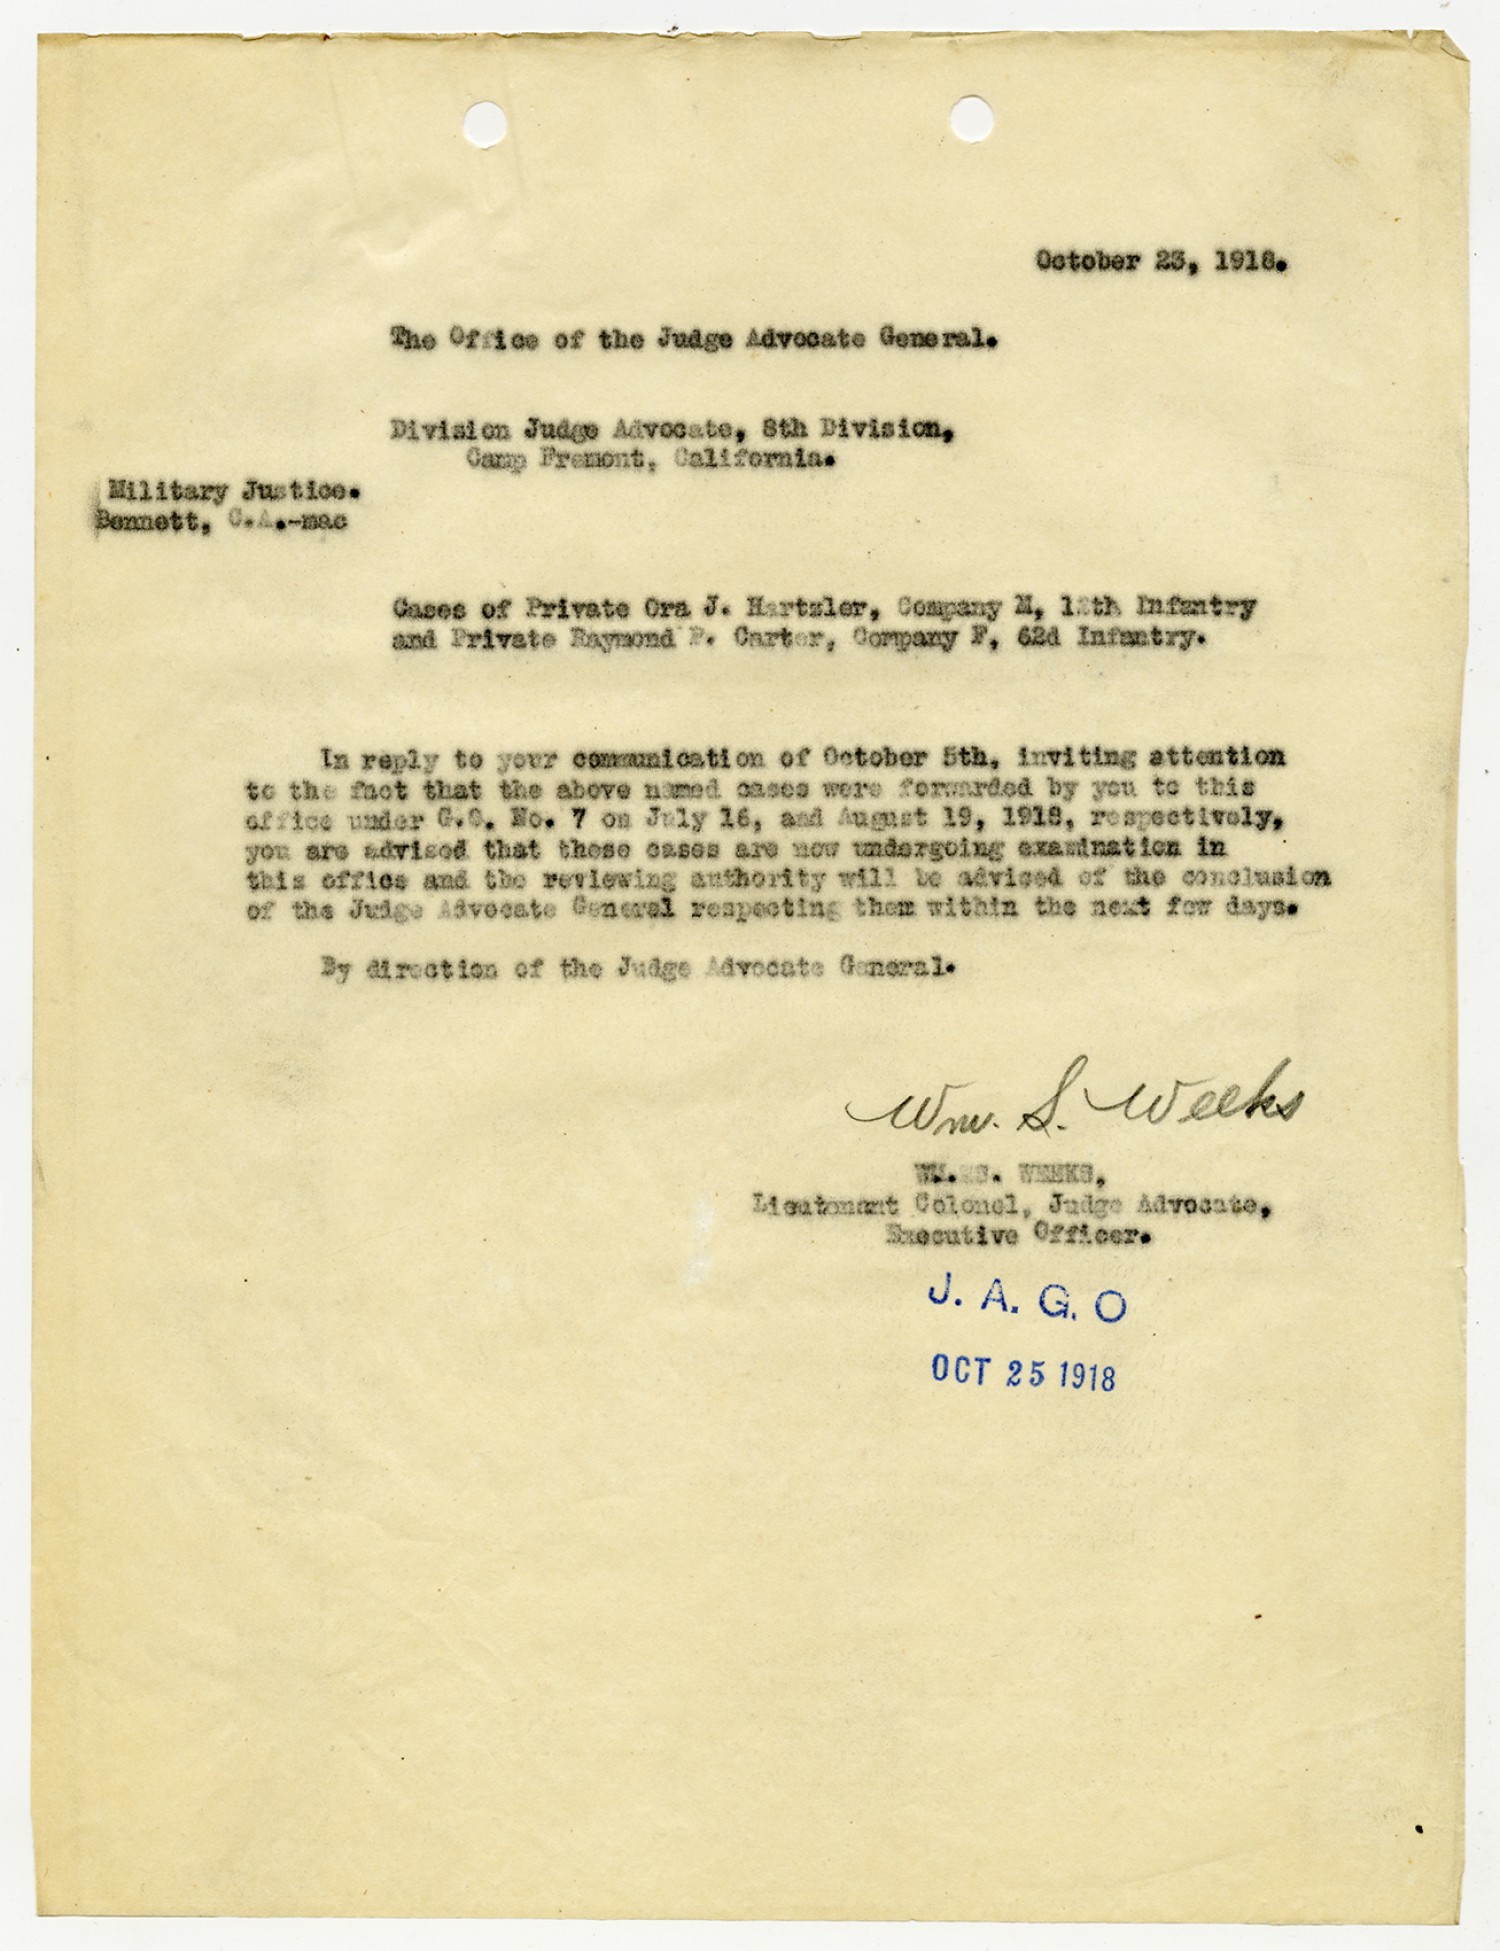 October 23, 1918.
The Office of the Judge Advocate General.
Division Judge Advocate, 8th Division,
Camp Fremont, California.
Military Justice.
Bennett, C.A.-mac
Cases of Private Ora J. Hartzler, Company M, 12th Infantry
and Private Raymond P. Carter, Company F, 62d Infantry.
In reply to your communication of October 5th, inviting attention
to the fact that the above named cases were forwarded by you to this
office under G.O. No. 7 on July 16, and August 19, 1918, respectively,
you are advised that these cases are now undergoing examination in
this office and the reviewing authority will be advised of the conclusion
of the Judge Advocate General respecting them within the next few days.
By direction of the Judge Advocate General.
Wm. S. Weeks
WM. S. WEEKS,
Lieutenant Colonel, Judge Advocate,
Executive Officer.
J. A. G. O
OCT 25 1918